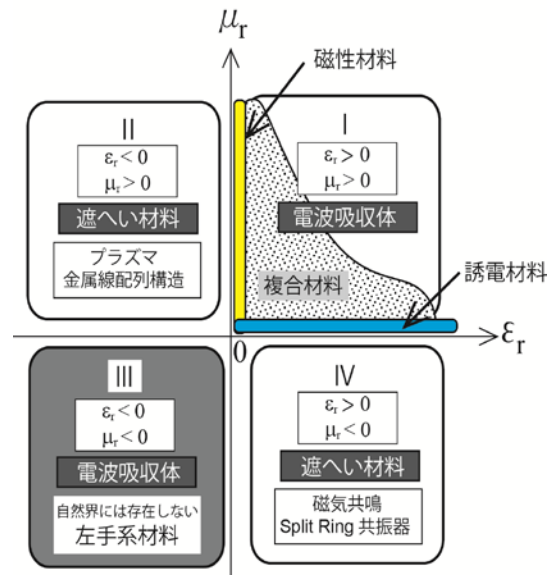 μr
磁性材料
II
εr < 0
μr > 0
遮へい材料
プラズマ
金属線配列構造
I
εr > 0
μr > 0
電波吸収体
複合材料
誘電材料
0
εr
III
εr < 0
μr < 0
電波吸収体
自然界には存在しない
左手系材料
IV
εr > 0
μr < 0
遮へい材料
磁気共鳴
Split Ring 共振器